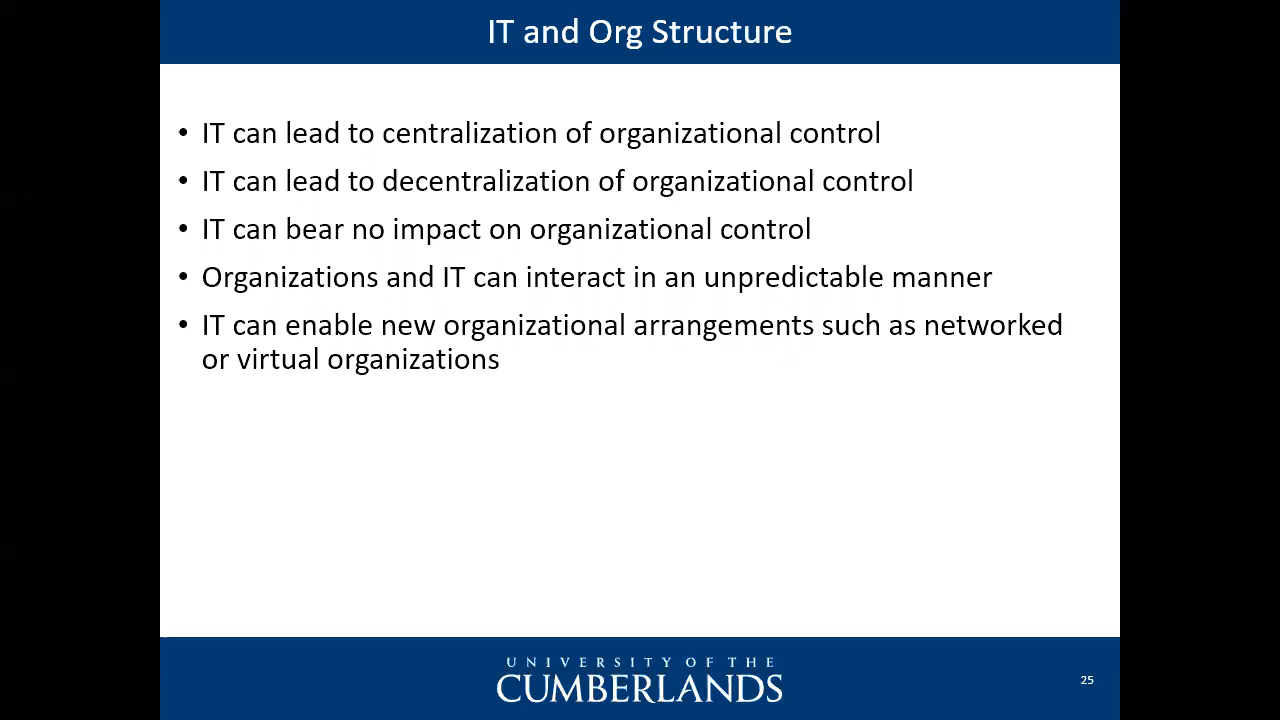 IT and Org Structure
• IT can lead to centralization of organizational control
• IT can lead to decentralization of organizational control
• IT can bear no impact on organizational control
• Organizations and IT can interact in an unpredictable manner
• IT can enable new organizational arrangements such as networked
or virtual organizations
UNIVERSITY OF THE
CUMBERLANDS
25